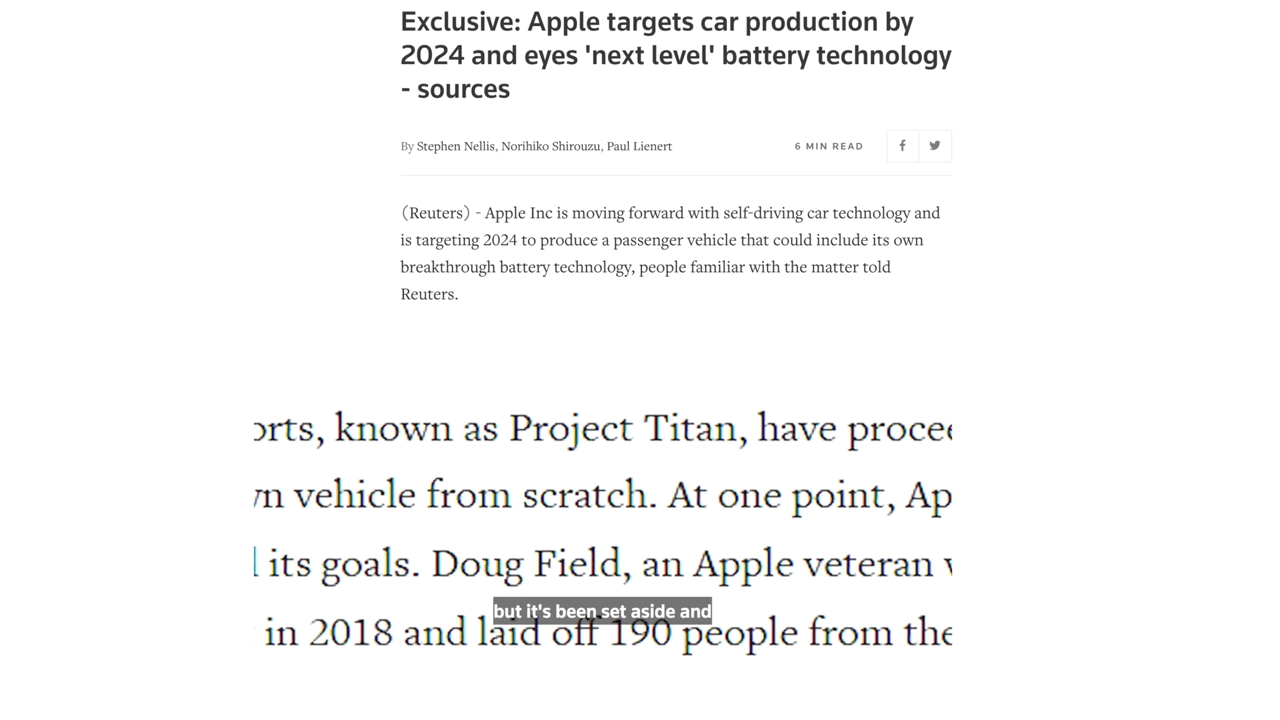 Exclusive: Apple targets car production by
2024 and eyes 'next level' battery technology
- sources
By Stephen Nellis, Norihiko Shirouzu, Paul Lienert
6 MIN READ
(Reuters) - Apple Inc is moving forward with self-driving car technology and
is targeting 2024 to produce a passenger vehicle that could include its own
breakthrough battery technology, people familiar with the matter told
Reuters.
orts, known as Project Titan, have procee
vn vehicle from scratch. At one point, Ap
its goals. Doug Field, an Apple veteran
but it's been set aside and
in 2018 and laid off 190 people from the